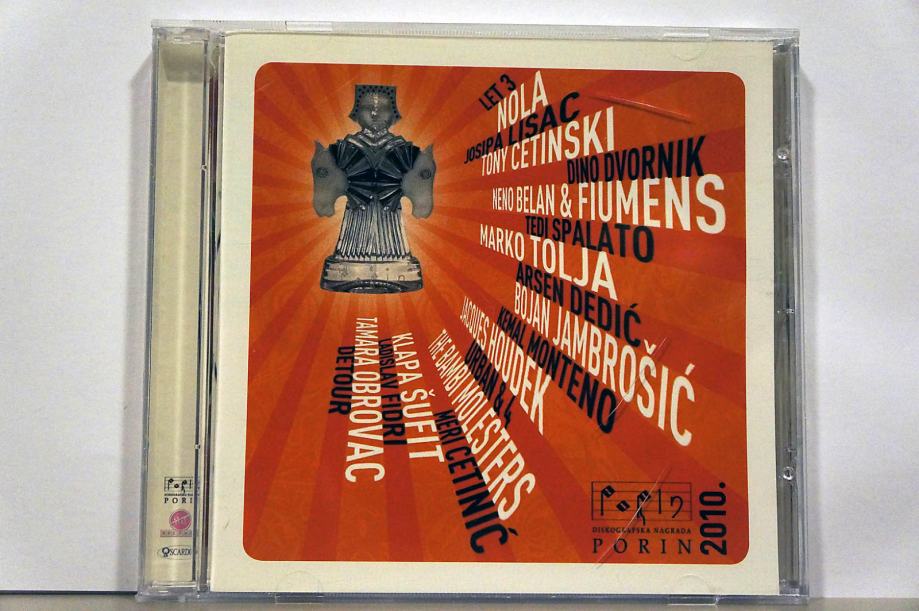 LET 3
NOLA
JOSIPA LISAC
TONY CETINSKI
DINO DVORNIK
NENO BELAN & FIUMENS
TEDI SPALATO
MARKO TOLJA
ARSEN DEDIĆ
BOJAN JAMBROŠIĆ
KEMAL MONTENO
JACQUES HOUDEK
URBAN & 4
THE BAMBI MOLESTERS
MERI CETINIĆ
KLAPA ŠUFIT
LADISLAV FIDRI
TAMARA OBROVAC
DETOUR
Porin
DISKOGRAFSKA NAGRADA
PORIN
2010.
PORIN